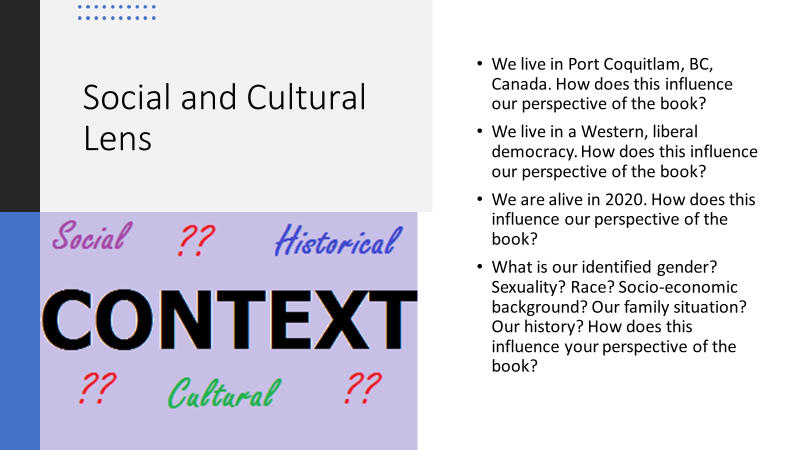 Social and Cultural
Lens
Social
??
Historical
CONTEXT
??
Cultural
??
• We live in Port Coquitlam, BC,
Canada. How does this influence
our perspective of the book?
• We live in a Western, liberal
democracy. How does this influence
our perspective of the book?
• We are alive in 2020. How does this
influence our perspective of the
book?
• What is our identified gender?
Sexuality? Race? Socio-economic
background? Our family situation?
Our history? How does this
influence your perspective of the
book?